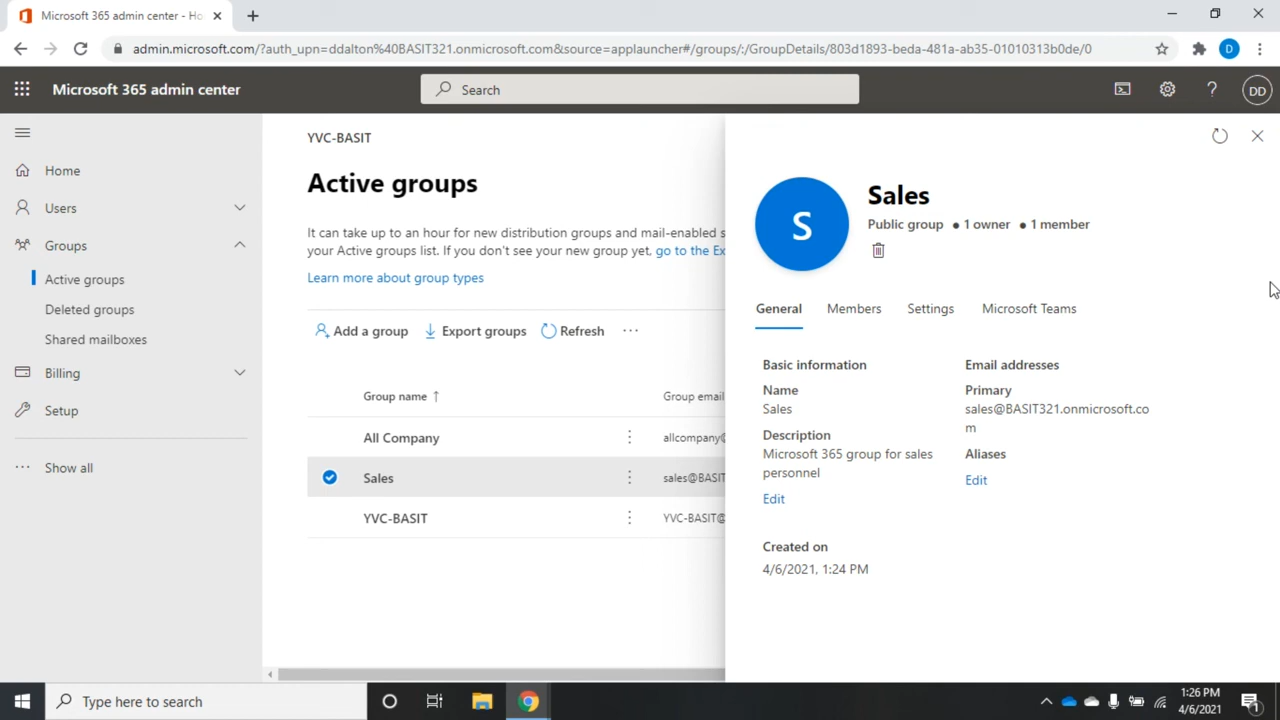 Microsoft 365 admin center - Ho
admin.microsoft.com/?auth_upn=ddalton%40BASIT321.onmicrosoft.com&source=applauncher#/groups/:/GroupDetails/803d1893-beda-481a-ab35-01010313b0de/0
D
Microsoft 365 admin center
Search
?
DD
Home
Users
Groups
Active groups
Deleted groups
Shared mailboxes
Billing
Setup
Show all
YVC-BASIT
Active groups
It can take up to an hour for new distribution groups and mail-enabled s
your Active groups list. If you don't see your new group yet, go to the Ex
Learn more about group types
Add a group
Export groups
Refresh
Group name ↑
Group email
All Company
allcompany@
Sales
sales@BASIT
YVC-BASIT
YVC-BASIT@
S
Sales
Public group ● 1 owner ● 1 member
General
Members
Settings
Microsoft Teams
Basic information
Name
Sales
Description
Microsoft 365 group for sales
personnel
Edit
Created on
4/6/2021, 1:24 PM
Email addresses
Primary
sales@BASIT321.onmicrosoft.co
m
Aliases
Edit
Type here to search
1:26 PM
4/6/2021
1